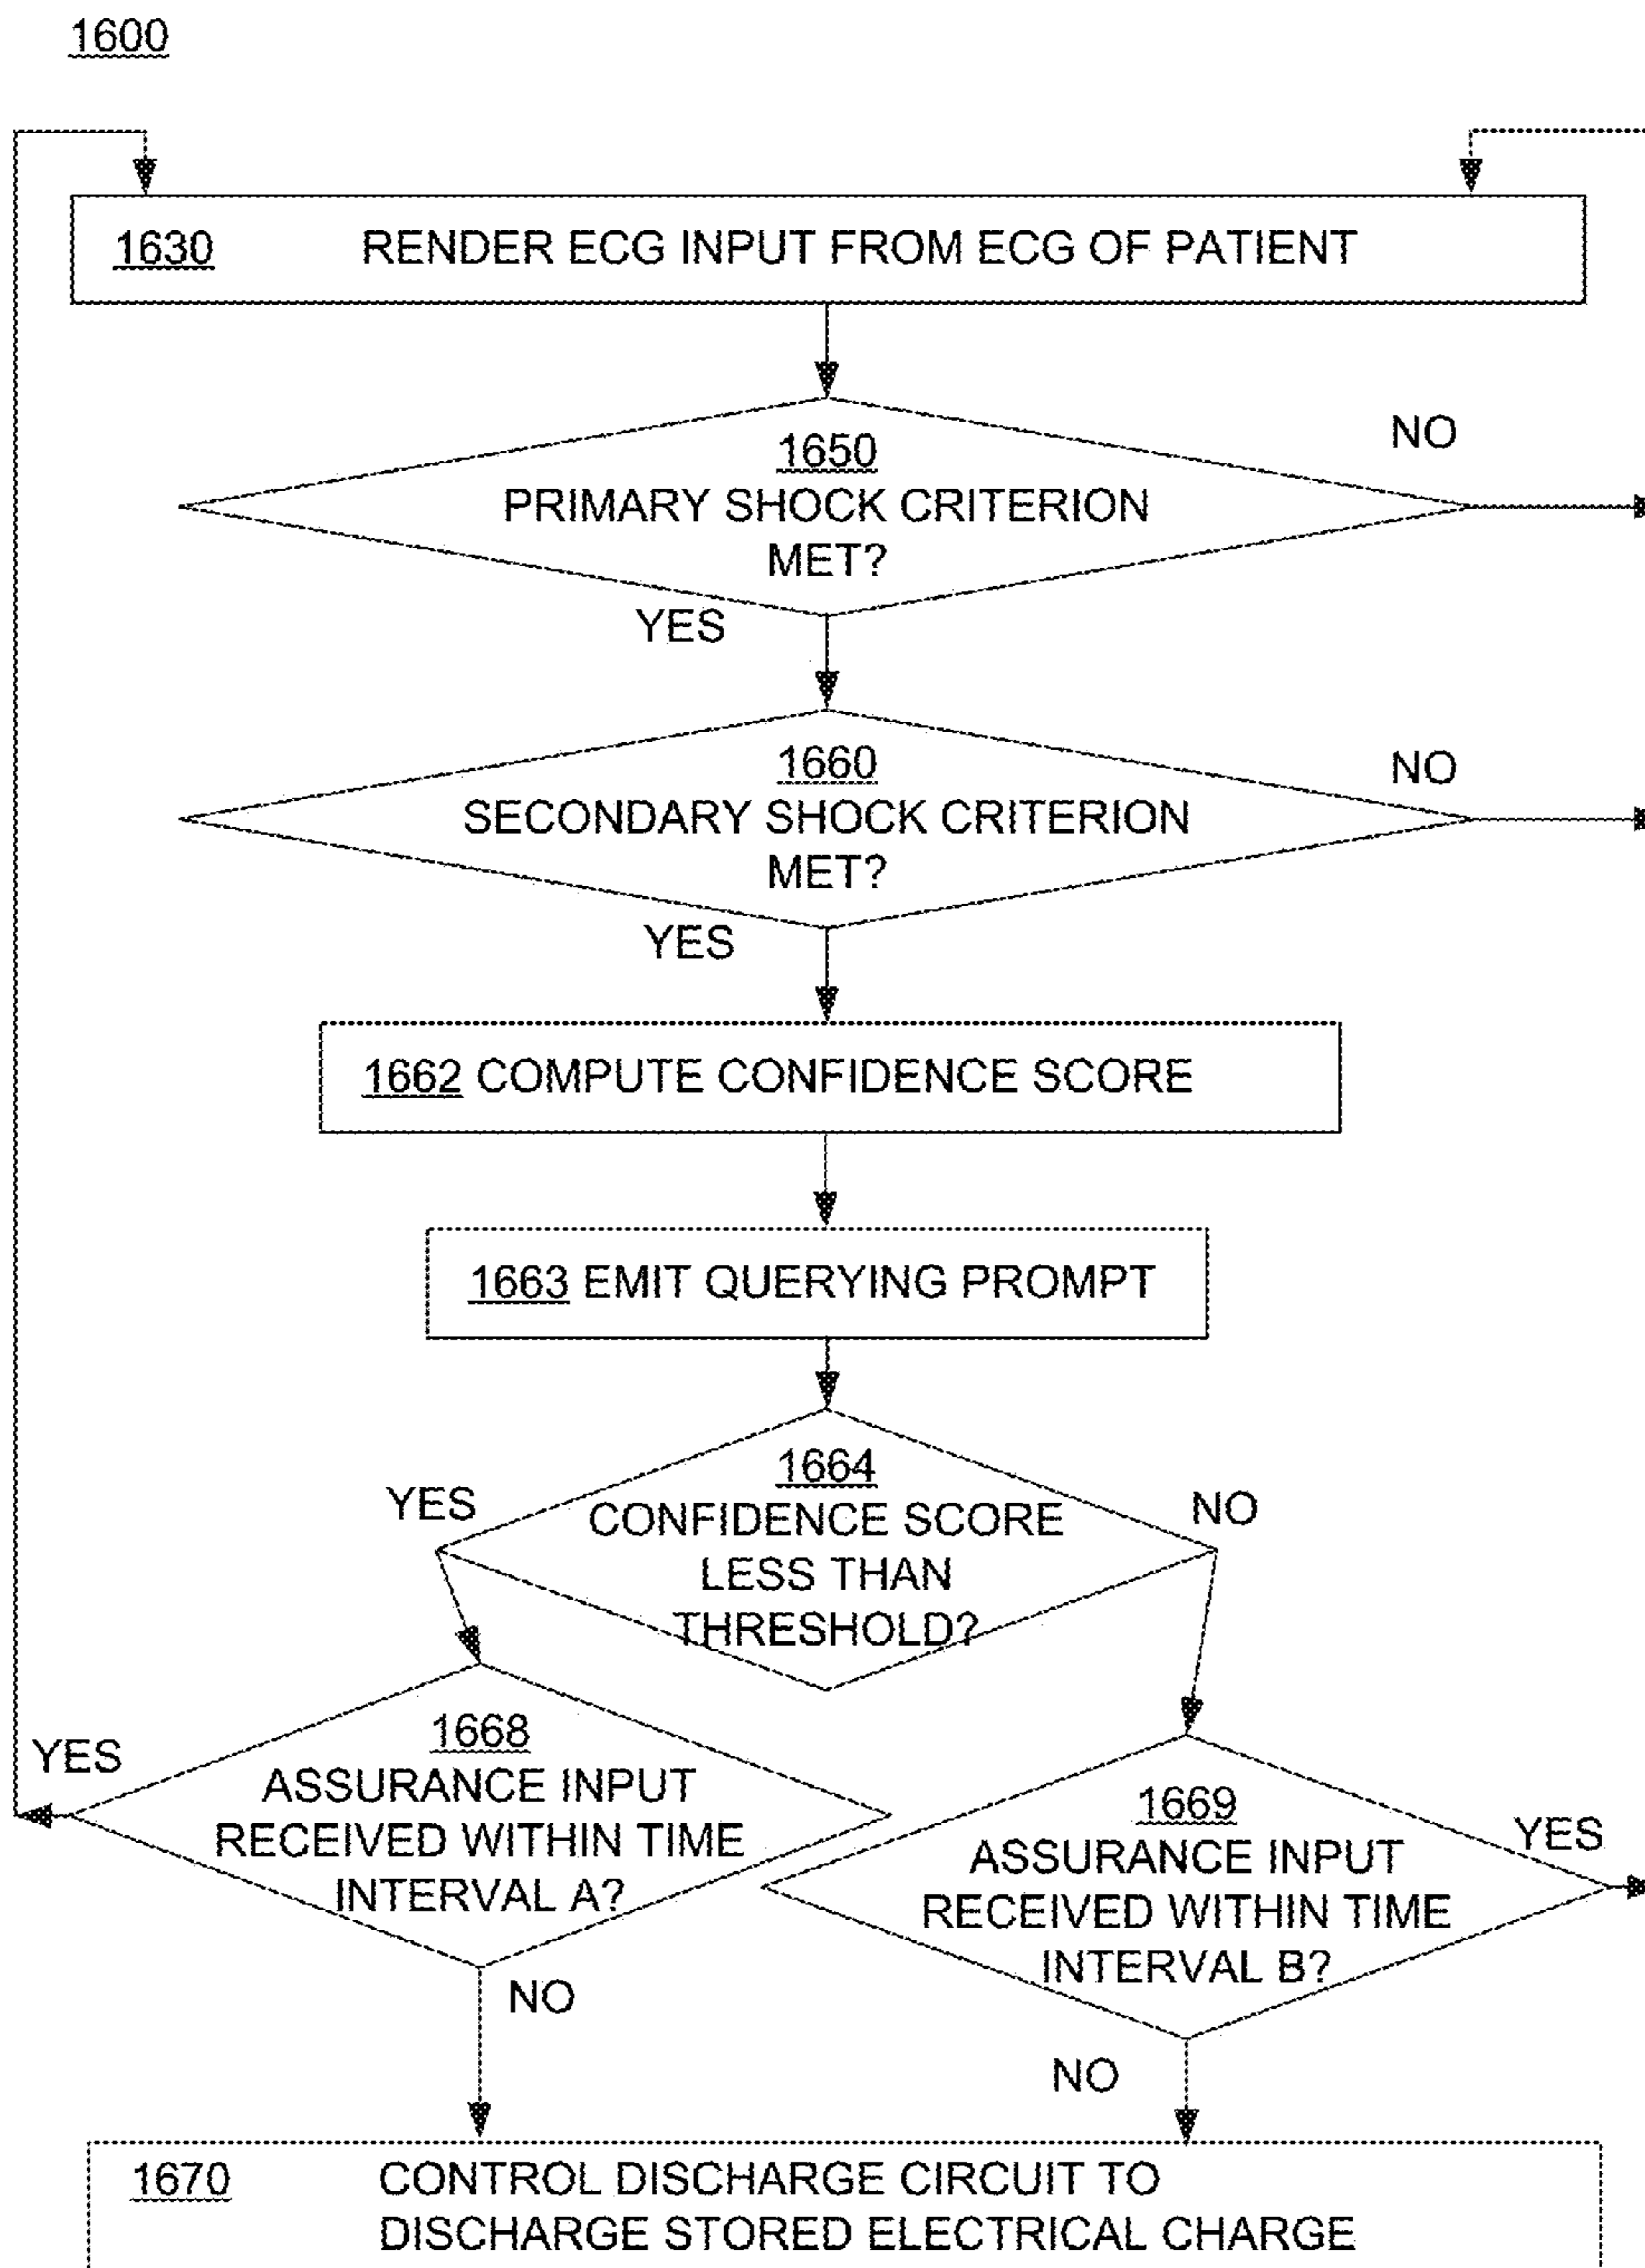 1600
1630 RENDER ECG INPUT FROM ECG OF PATIENT
NO
1650
PRIMARY SHOCK CRITERION
MET?
YES
NO
1660
SECONDARY SHOCK CRITERION
MET?
YES
1662 COMPUTE CONFIDENCE SCORE
1663 EMIT QUERYING PROMPT
YES
1664
NO
CONFIDENCE SCORE
LESS THAN
THRESHOLD?
YES
1668
ASSURANCE INPUT
RECEIVED WITHIN TIME
INTERVAL A?
NO
1669
YES
ASSURANCE INPUT
RECEIVED WITHIN TIME
INTERVAL B?
NO
1670 CONTROL DISCHARGE CIRCUIT TO
DISCHARGE STORED ELECTRICAL CHARGE